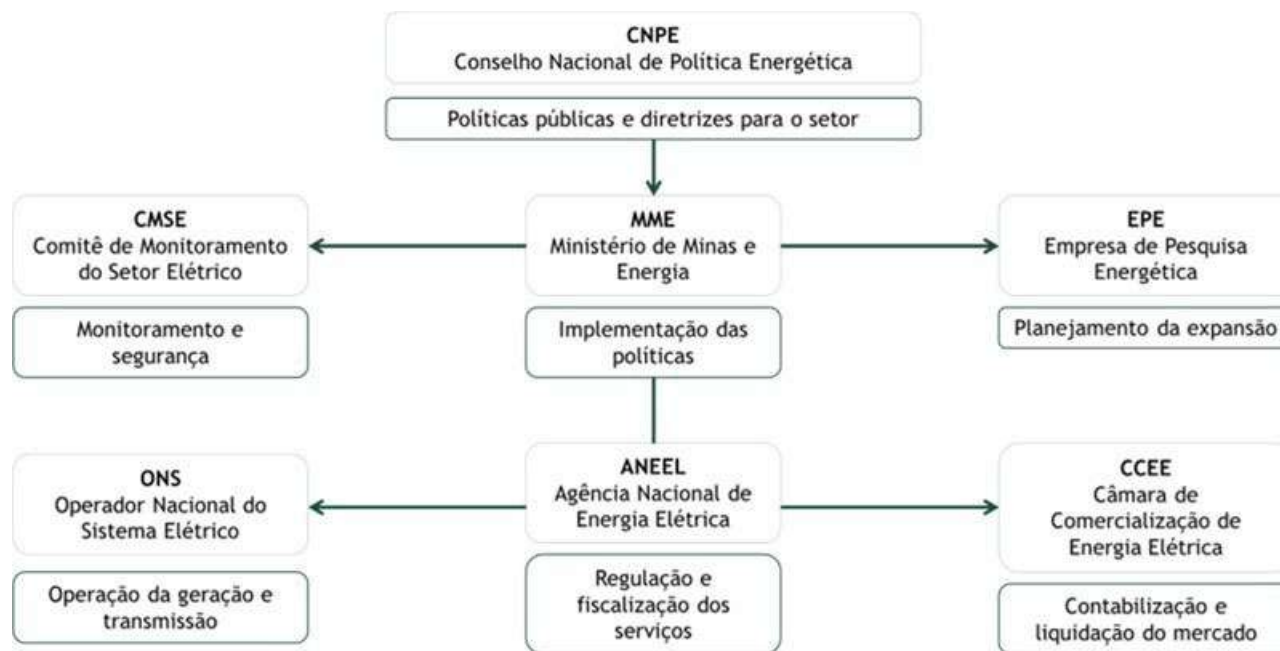 CNPE
Conselho Nacional de Política Energética
Políticas públicas e diretrizes para o setor
CMSE
Comitê de Monitoramento
do Setor Elétrico
Monitoramento e
segurança
MME
Ministério de Minas e
Energia
Implementação das
políticas
EPE
Empresa de Pesquisa
Energética
Planejamento da expansão
ONS
Operador Nacional do
Sistema Elétrico
Operação da geração e
transmissão
ANEEL
Agência Nacional de
Energia Elétrica
Regulação e
fiscalização dos
serviços
CCEE
Câmara de
Comercialização de
Energia Elétrica
Contabilização e
liquidação do mercado